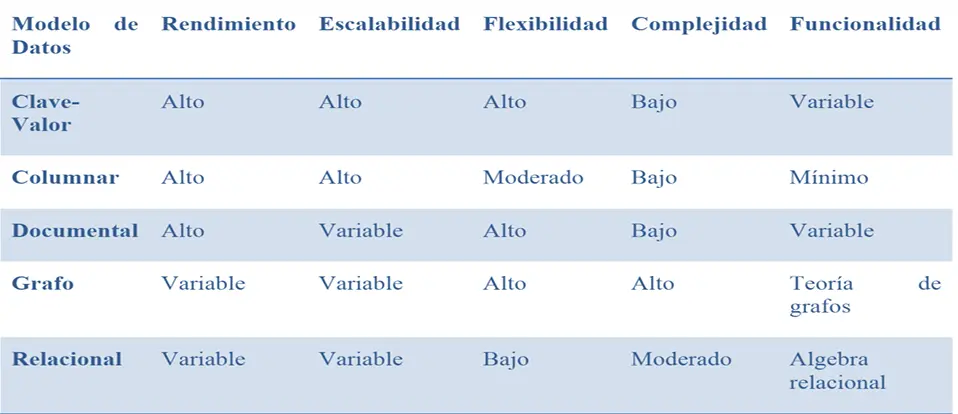 Modelo de Datos Rendimiento Escalabilidad Flexibilidad Complejidad Funcionalidad
Clave-Valor Alto Alto Alto Bajo Variable
Columnar Alto Alto Moderado Bajo Mínimo
Documental Alto Variable Alto Bajo Variable
Grafo Variable Variable Alto Alto Teoría de grafos
Relacional Variable Variable Bajo Moderado Algebra relacional